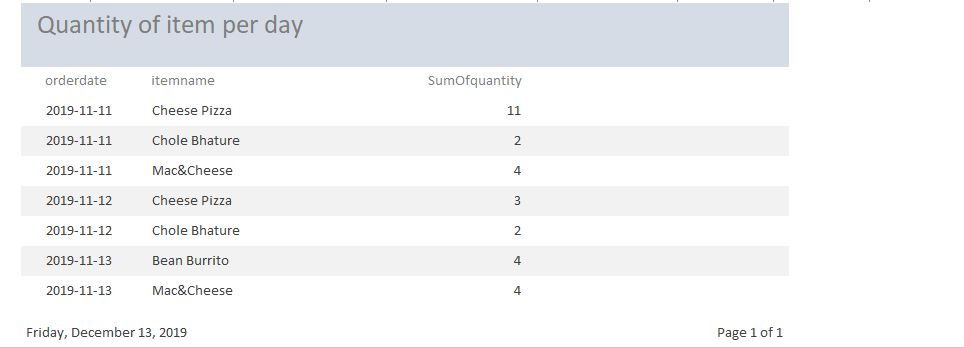 Quantity of item per day
orderdate itemname SumOfquantity
2019-11-11 Cheese Pizza 11
2019-11-11 Chole Bhature 2
2019-11-11 Mac&Cheese 4
2019-11-12 Cheese Pizza 3
2019-11-12 Chole Bhature 2
2019-11-13 Bean Burrito 4
2019-11-13 Mac&Cheese 4
Friday, December 13, 2019 Page 1 of 1